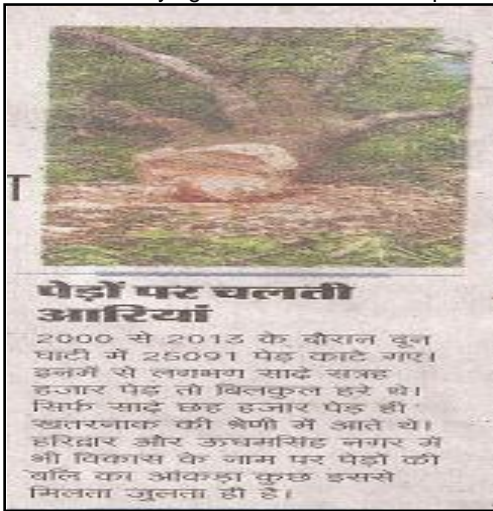 पेड़ों पर चलती
आरियां
2000 से 2013 के दौरान दून
घाटी में 25091 पेड़ काटे गए।
इनमें से लगभग साढ़े सत्रह
हजार पेड़ तो बिलकुल हरे थे।
सिर्फ साढ़े छह हजार पेड़ ही
खतरनाक की श्रेणी में आते थे।
हरिद्वार और ऊधमसिंह नगर में
भी विकास के नाम पर पेड़ों की
बलि का आंकड़ा कुछ इससे
मिलता जुलता ही है।